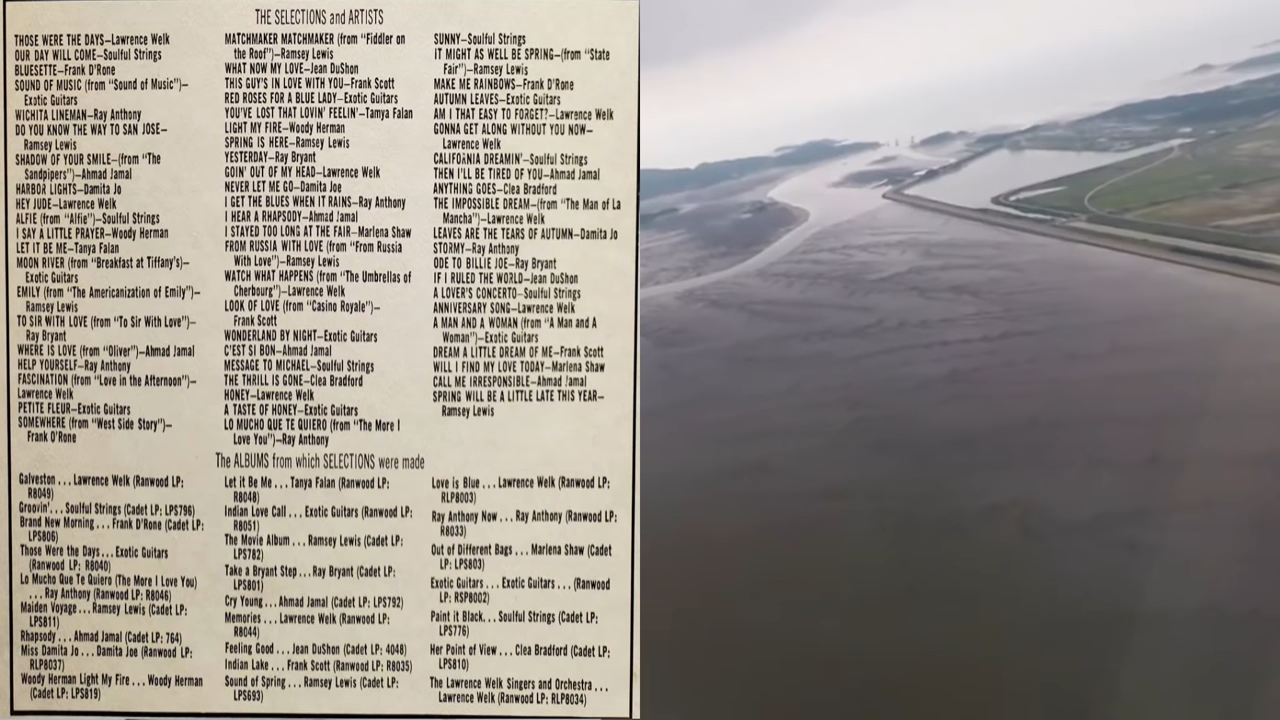 THE SELECTIONS and ARTISTS
THOSE WERE THE DAYS—Lawrence Welk
OUR DAY WILL COME—Soulful Strings
BLUESETTE—Frank D'Rone
SOUND OF MUSIC (from "Sound of Music")—
Exotic Guitars
WICHITA LINEMAN—Ray Anthony
DO YOU KNOW THE WAY TO SAN JOSE—
Ramsey Lewis
SHADOW OF YOUR SMILE—(from "The
Sandpipers")—Ahmad Jamal
HARBOR LIGHTS—Damita Jo
HEY JUDE—Lawrence Welk
ALFIE (from "Alfie")—Soulful Strings
I SAY A LITTLE PRAYER—Woody Herman
LET IT BE ME—Tanya Falan
MOON RIVER (from "Breakfast at Tiffany's)—
Exotic Guitars
EMILY (from "The Americanization of Emily")—
Ramsey Lewis
TO SIR WITH LOVE (from "To Sir With Love")—
Ray Bryant
WHERE IS LOVE (from "Oliver")—Ahmad Jamal
HELP YOURSELF—Ray Anthony
FASCINATION (from "Love in the Afternoon")—
Lawrence Welk
PETITE FLEUR—Exotic Guitars
SOMEWHERE (from "West Side Story")—
Frank O'Rone
MATCHMAKER MATCHMAKER (from "Fiddler on
the Roof")—Ramsey Lewis
WHAT NOW MY LOVE—Jean DuShon
THIS GUY'S IN LOVE WITH YOU—Frank Scott
RED ROSES FOR A BLUE LADY—Exotic Guitars
YOU'VE LOST THAT LOVIN' FEELIN'—Tamya Falan
LIGHT MY FIRE—Woody Herman
SPRING IS HERE—Ramsey Lewis
YESTERDAY—Ray Bryant
GOIN' OUT OF MY HEAD—Lawrence Welk
NEVER LET ME GO—Damita Joe
I GET THE BLUES WHEN IT RAINS—Ray Anthony
I HEAR A RHAPSODY—Ahmad Jamal
I STAYED TOO LONG AT THE FAIR—Marlena Shaw
FROM RUSSIA WITH LOVE (from "From Russia
With Love")—Ramsey Lewis
WATCH WHAT HAPPENS (from "The Umbrellas of
Cherbourg")—Lawrence Welk
LOOK OF LOVE (from "Casino Royale")—
Frank Scott
WONDERLAND BY NIGHT—Exotic Guitars
C'EST SI BON—Ahmad Jamal
MESSAGE TO MICHAEL—Soulful Strings
THE THRILL IS GONE—Clea Bradford
HONEY—Lawrence Welk
A TASTE OF HONEY—Exotic Guitars
LO MUCHO QUE TE QUIERO (from "The More I
Love You")—Ray Anthony
SUNNY—Soulful Strings
IT MIGHT AS WELL BE SPRING—(from "State
Fair")—Ramsey Lewis
MAKE ME RAINBOWS—Frank D'Rone
AUTUMN LEAVES—Exotic Guitars
AM I THAT EASY TO FORGET?—Lawrence Welk
GONNA GET ALONG WITHOUT YOU NOW—
Lawrence Welk
CALIFORNIA DREAMIN'—Soulful Strings
THEN I'LL BE TIRED OF YOU—Ahmad Jamal
ANYTHING GOES—Clea Bradford
THE IMPOSSIBLE DREAM—(from "The Man of La
Mancha")—Lawrence Welk
LEAVES ARE THE TEARS OF AUTUMN—Damita Jo
STORMY—Ray Anthony
ODE TO BILLIE JOE—Ray Bryant
IF I RULED THE WORLD—Jean DuShon
A LOVER'S CONCERTO—Soulful Strings
ANNIVERSARY SONG—Lawrence Welk
A MAN AND A WOMAN (from "A Man and A
Woman")—Exotic Guitars
DREAM A LITTLE DREAM OF ME—Frank Scott
WILL I FIND MY LOVE TODAY—Marlena Shaw
CALL ME IRRESPONSIBLE—Ahmad Jamal
SPRING WILL BE A LITTLE LATE THIS YEAR—
Ramsey Lewis
The ALBUMS from which SELECTIONS were made
Galveston . . . Lawrence Welk (Ranwood LP:
R8049)
Groovin'. . . Soulful Strings (Cadet LP: LPS796)
Brand New Morning . . . Frank D'Rone (Cadet LP:
LPS806)
Those Were the Days . . . Exotic Guitars
(Ranwood LP: R8040)
Lo Mucho Que Te Quiero (The More I Love You)
. . . Ray Anthony (Ranwood LP: R8046)
Maiden Voyage . . . Ramsey Lewis (Cadet LP:
LPS811)
Rhapsody . . . Ahmad Jamal (Cadet LP: 764)
Miss Damita Jo . . . Damita Joe (Ranwood LP:
RLP8037)
Woody Herman Light My Fire . . . Woody Herman
(Cadet LP: LPS819)
Let it Be Me . . . Tanya Falan (Ranwood LP:
R8048)
Indian Love Call . . . Exotic Guitars (Ranwood LP:
R8051)
The Movie Album . . . Ramsey Lewis (Cadet LP:
LPS782)
Take a Bryant Step . . . Ray Bryant (Cadet LP:
LPS801)
Cry Young . . . Ahmad Jamal (Cadet LP: LPS792)
Memories . . . Lawrence Welk (Ranwood LP:
R8044)
Feeling Good . . . Jean DuShon (Cadet LP: 4048)
Indian Lake . . . Frank Scott (Ranwood LP: R8035)
Sound of Spring . . . Ramsey Lewis (Cadet LP:
LPS693)
Love is Blue . . . Lawrence Welk (Ranwood LP:
RLP8003)
Ray Anthony Now . . . Ray Anthony (Ranwood LP:
R8033)
Out of Different Bags . . . Marlena Shaw (Cadet
LP: LPS803)
Exotic Guitars . . . Exotic Guitars . . . (Ranwood
LP: RSP8002)
Paint it Black. . . Soulful Strings (Cadet LP:
LPS776)
Her Point of View . . . Clea Bradford (Cadet LP:
LPS810)
The Lawrence Welk Singers and Orchestra . . .
Lawrence Welk (Ranwood LP: RLP8034)